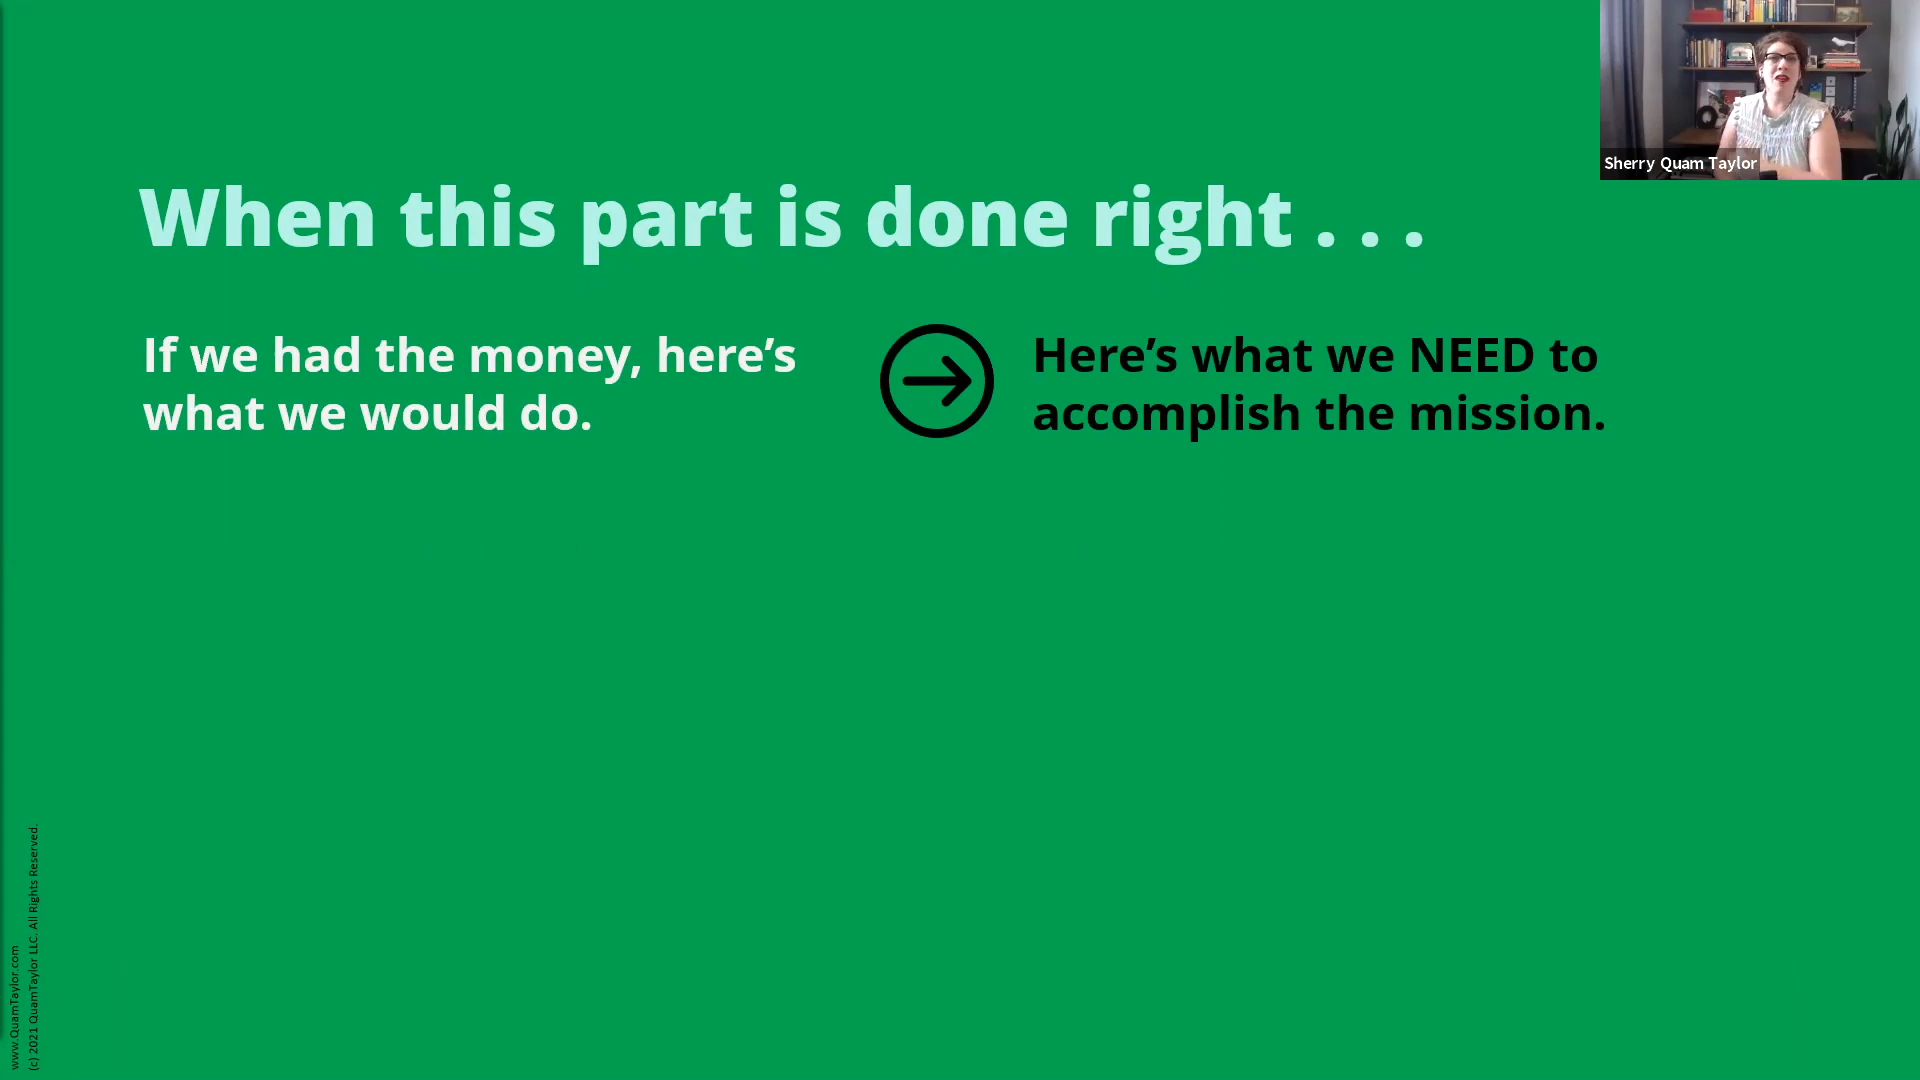 Sherry Quam Taylor
When this part is done right . . .
If we had the money, here’s
what we would do.
Here’s what we NEED to
accomplish the mission.
www.QuamTaylor.com
(c) 2021 QuamTaylor LLC. All Rights Reserved.